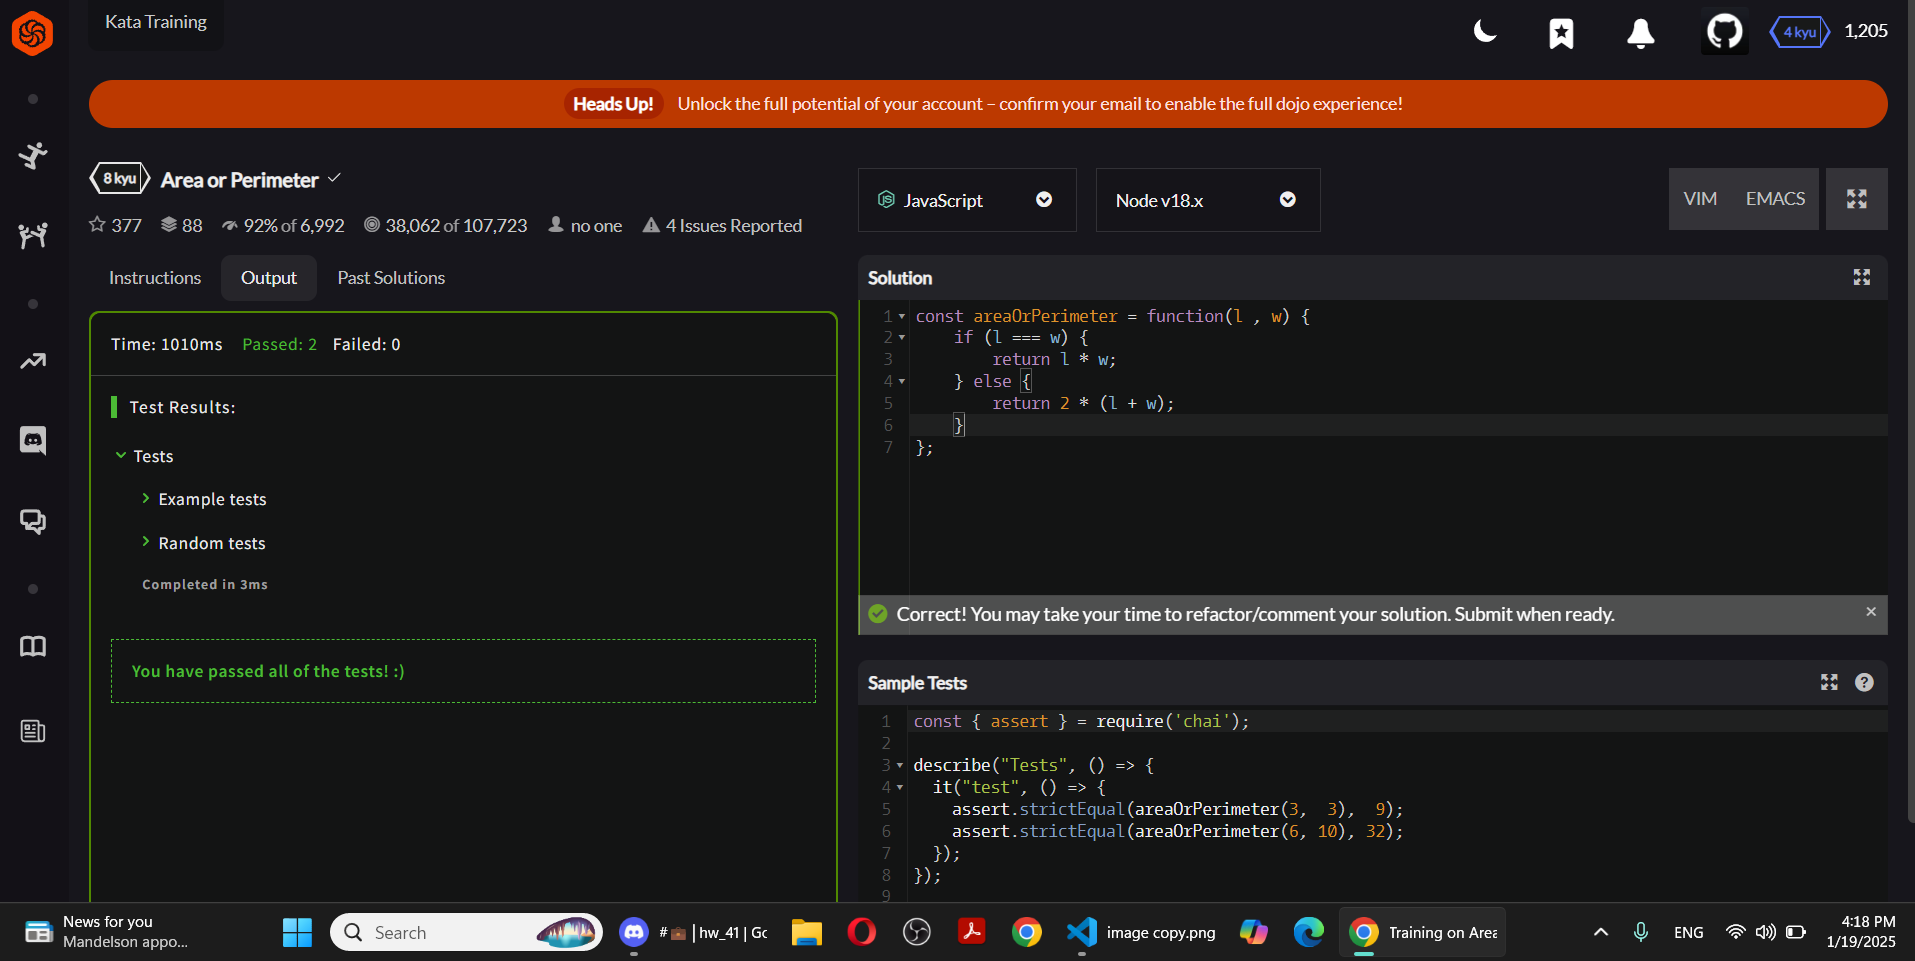 Kata Training
4 kyu
1,205
Heads Up! Unlock the full potential of your account – confirm your email to enable the full dojo experience!
8 kyu
Area or Perimeter
377
88
92% of 6,992
38,062 of 107,723
no one
4 Issues Reported
Instructions
Output
Past Solutions
Time: 1010ms Passed: 2 Failed: 0
Test Results:
Tests
Example tests
Random tests
Completed in 3ms
You have passed all of the tests! :)
JavaScript
Node v18.x
VIM
EMACS
Solution
1 const areaOrPerimeter = function(l , w) {
2     if (l === w) {
3         return l * w;
4     } else {
5         return 2 * (l + w);
6     }
7 };
Correct! You may take your time to refactor/comment your solution. Submit when ready.
Sample Tests
1 const { assert } = require('chai');
2
3 describe("Tests", () => {
4   it("test", () => {
5     assert.strictEqual(areaOrPerimeter(3,  3),  9);
6     assert.strictEqual(areaOrPerimeter(6, 10), 32);
7   });
8 });
9
News for you
Mandelson appo...
Search
# 💼 | hw_41 | Gc
image copy.png
Training on Area
ENG
4:18 PM
1/19/2025